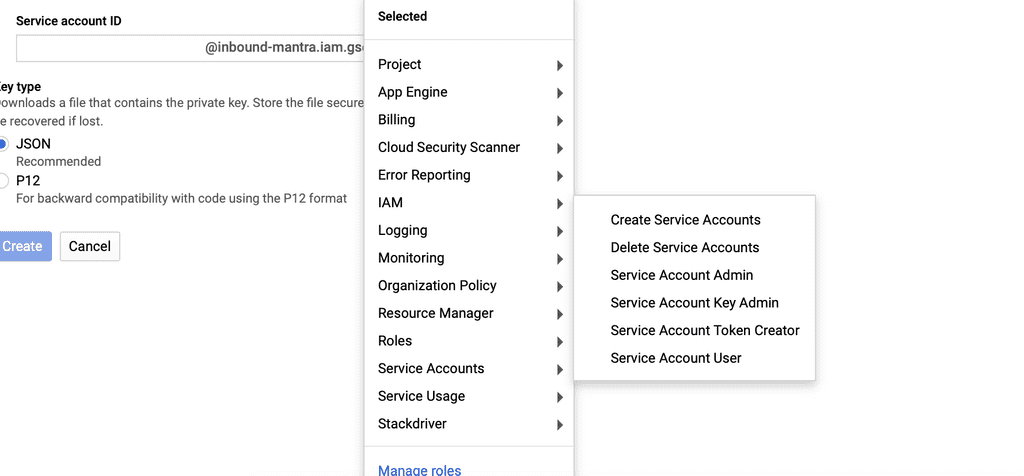 Service account ID
@inbound-mantra.iam.gs
ey type
ownloads a file that contains the private key. Store the file secure
e recovered if lost.
JSON
Recommended
P12
For backward compatibility with code using the P12 format
Create
Cancel
Selected
Project
App Engine
Billing
Cloud Security Scanner
Error Reporting
IAM
Logging
Monitoring
Organization Policy
Resource Manager
Roles
Service Accounts
Service Usage
Stackdriver
Manage roles
Create Service Accounts
Delete Service Accounts
Service Account Admin
Service Account Key Admin
Service Account Token Creator
Service Account User